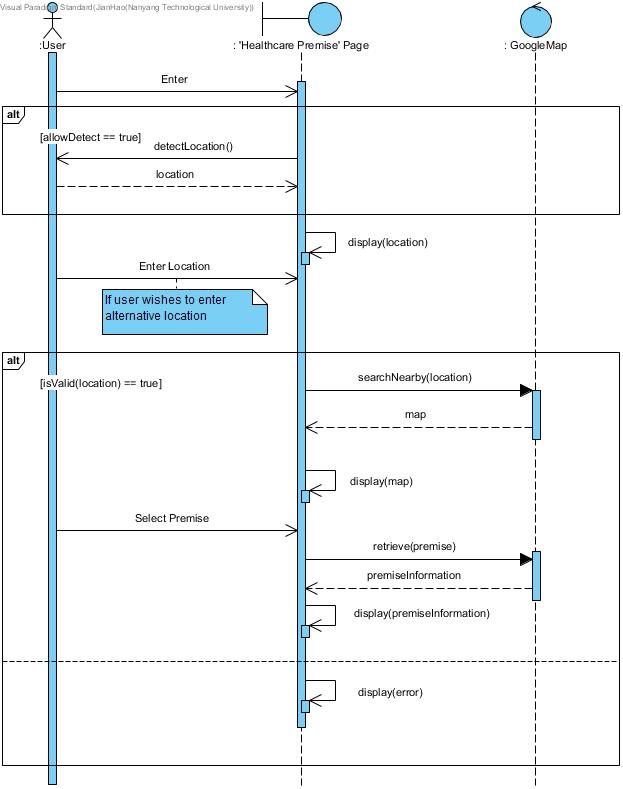 Visual Paradigm Standard(JianHao(Nanyang Technological University))
:User
: 'Healthcare Premise' Page
: GoogleMap
Enter
alt
[allowDetect == true]
detectLocation()
location
display(location)
Enter Location
If user wishes to enter
alternative location
alt
[isValid(location) == true]
searchNearby(location)
map
display(map)
Select Premise
retrieve(premise)
premiseInformation
display(premiseInformation)
display(error)